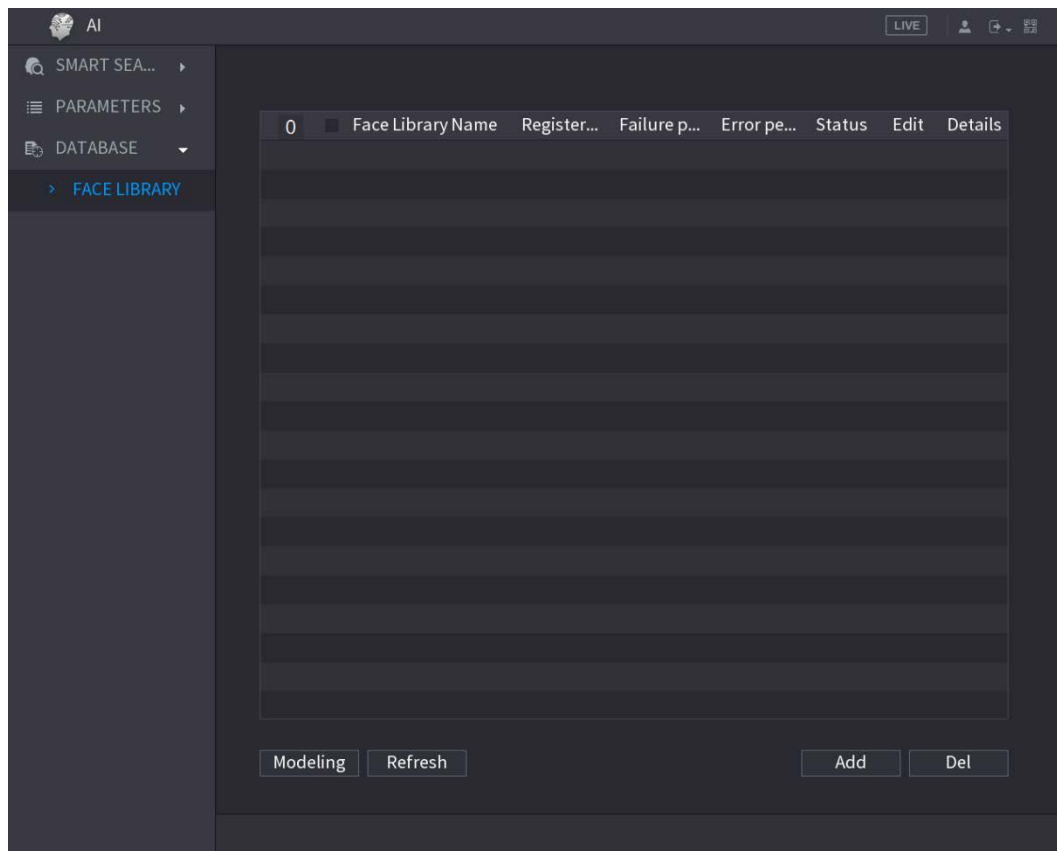 AI LIVE
SMART SEA...
PARAMETERS
DATABASE
FACE LIBRARY
0 Face Library Name Register... Failure p... Error pe... Status Edit Details
Modeling Refresh Add Del